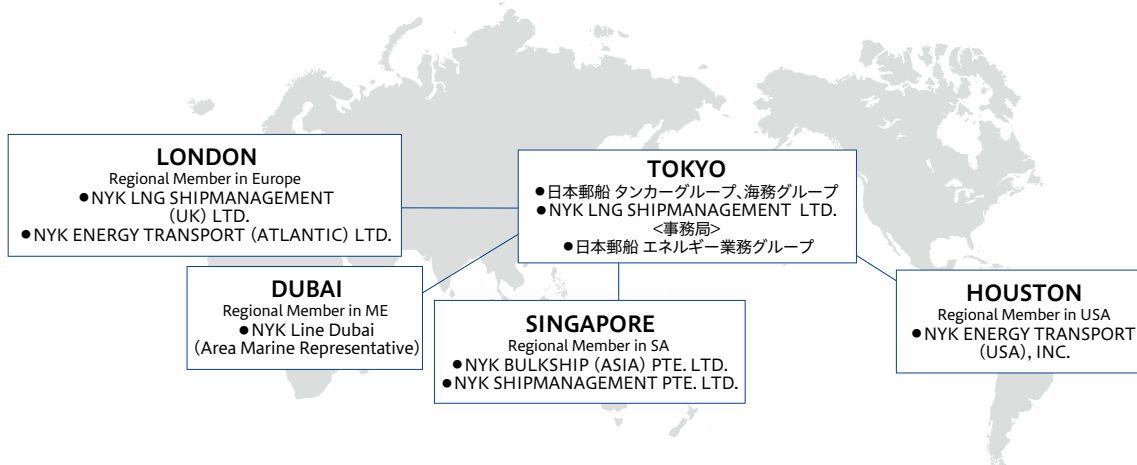 LONDON
Regional Member in Europe
●NYK LNG SHIPMANAGEMENT
(UK) LTD.
●NYK ENERGY TRANSPORT (ATLANTIC) LTD.
TOKYO
●日本郵船 タンカーグループ、海務グループ
●NYK LNG SHIPMANAGEMENT LTD.
<事務局>
●日本郵船 エネルギー業務グループ
DUBAI
Regional Member in ME
●NYK Line Dubai
(Area Marine Representative)
SINGAPORE
Regional Member in SA
●NYK BULKSHIP (ASIA) PTE. LTD.
●NYK SHIPMANAGEMENT PTE. LTD.
HOUSTON
Regional Member in USA
●NYK ENERGY TRANSPORT
(USA), INC.